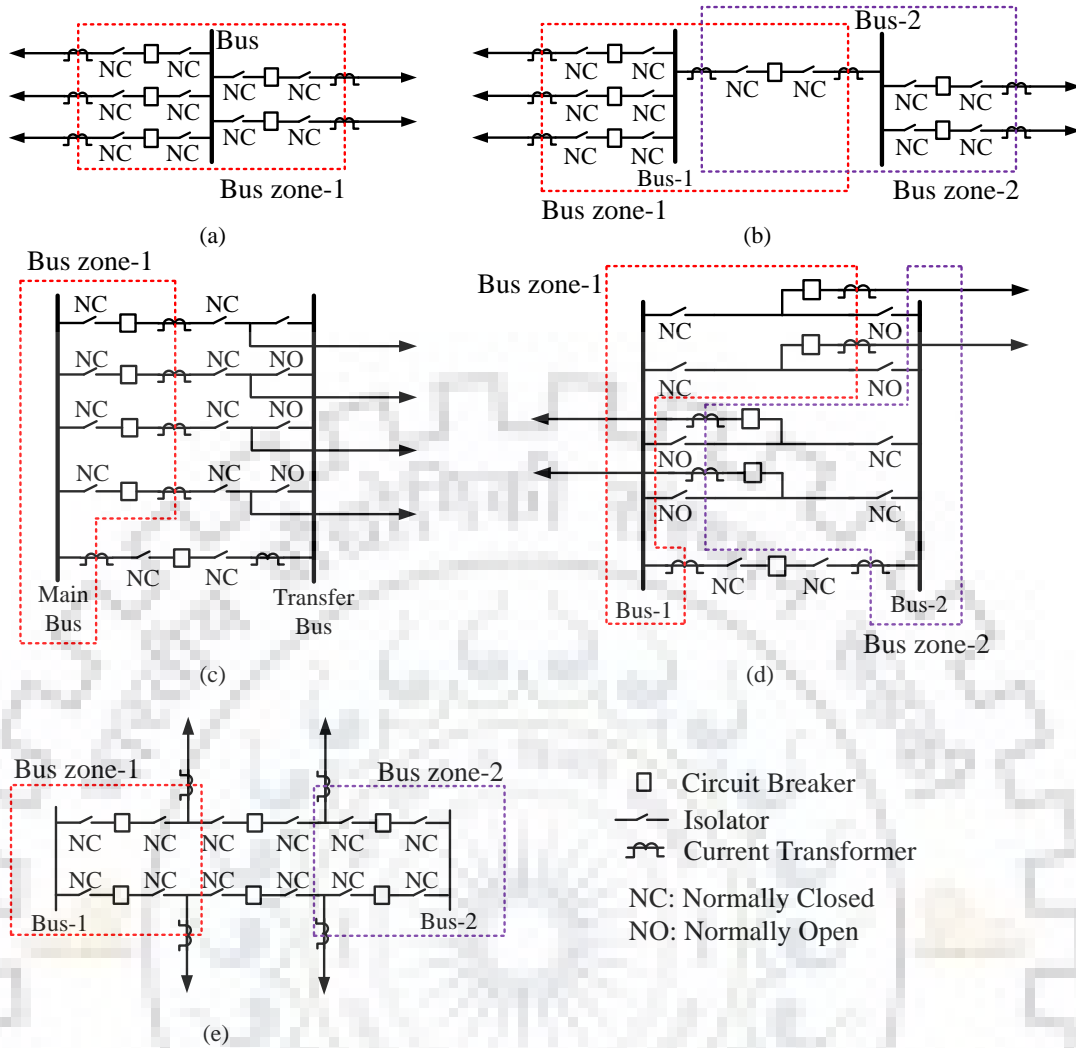 Bus
NC NC
NC NC
NC NC
NC NC
NC NC
Bus zone-1
(a)
Bus-2
NC NC
NC NC
NC NC
NC NC
NC NC
NC NC
Bus-1
Bus zone-1
Bus zone-2
(b)
Bus zone-1
NC NC
NC NC NO
NC NC NO
NC NC NO
NO
NC NC
Main
Bus
Transfer
Bus
(c)
Bus zone-1
NC NO
NC NO
NO NC
NO NC
NC NC
Bus-1
Bus-2
Bus zone-2
(d)
Bus zone-1
Bus zone-2
NC NC NC NC NC NC
NC NC NC NC NC NC
Bus-1
Bus-2
(e)
Circuit Breaker
Isolator
Current Transformer
NC: Normally Closed
NO: Normally Open